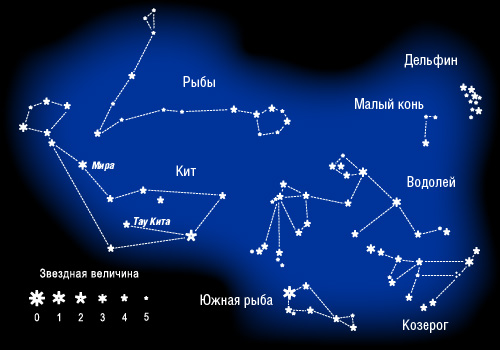 Дельфин
Рыбы
Малый конь
Мира
Кит
Водолей
Тау Кита
Звездная величина
0 1 2 3 4 5
Южная рыба
Козерог